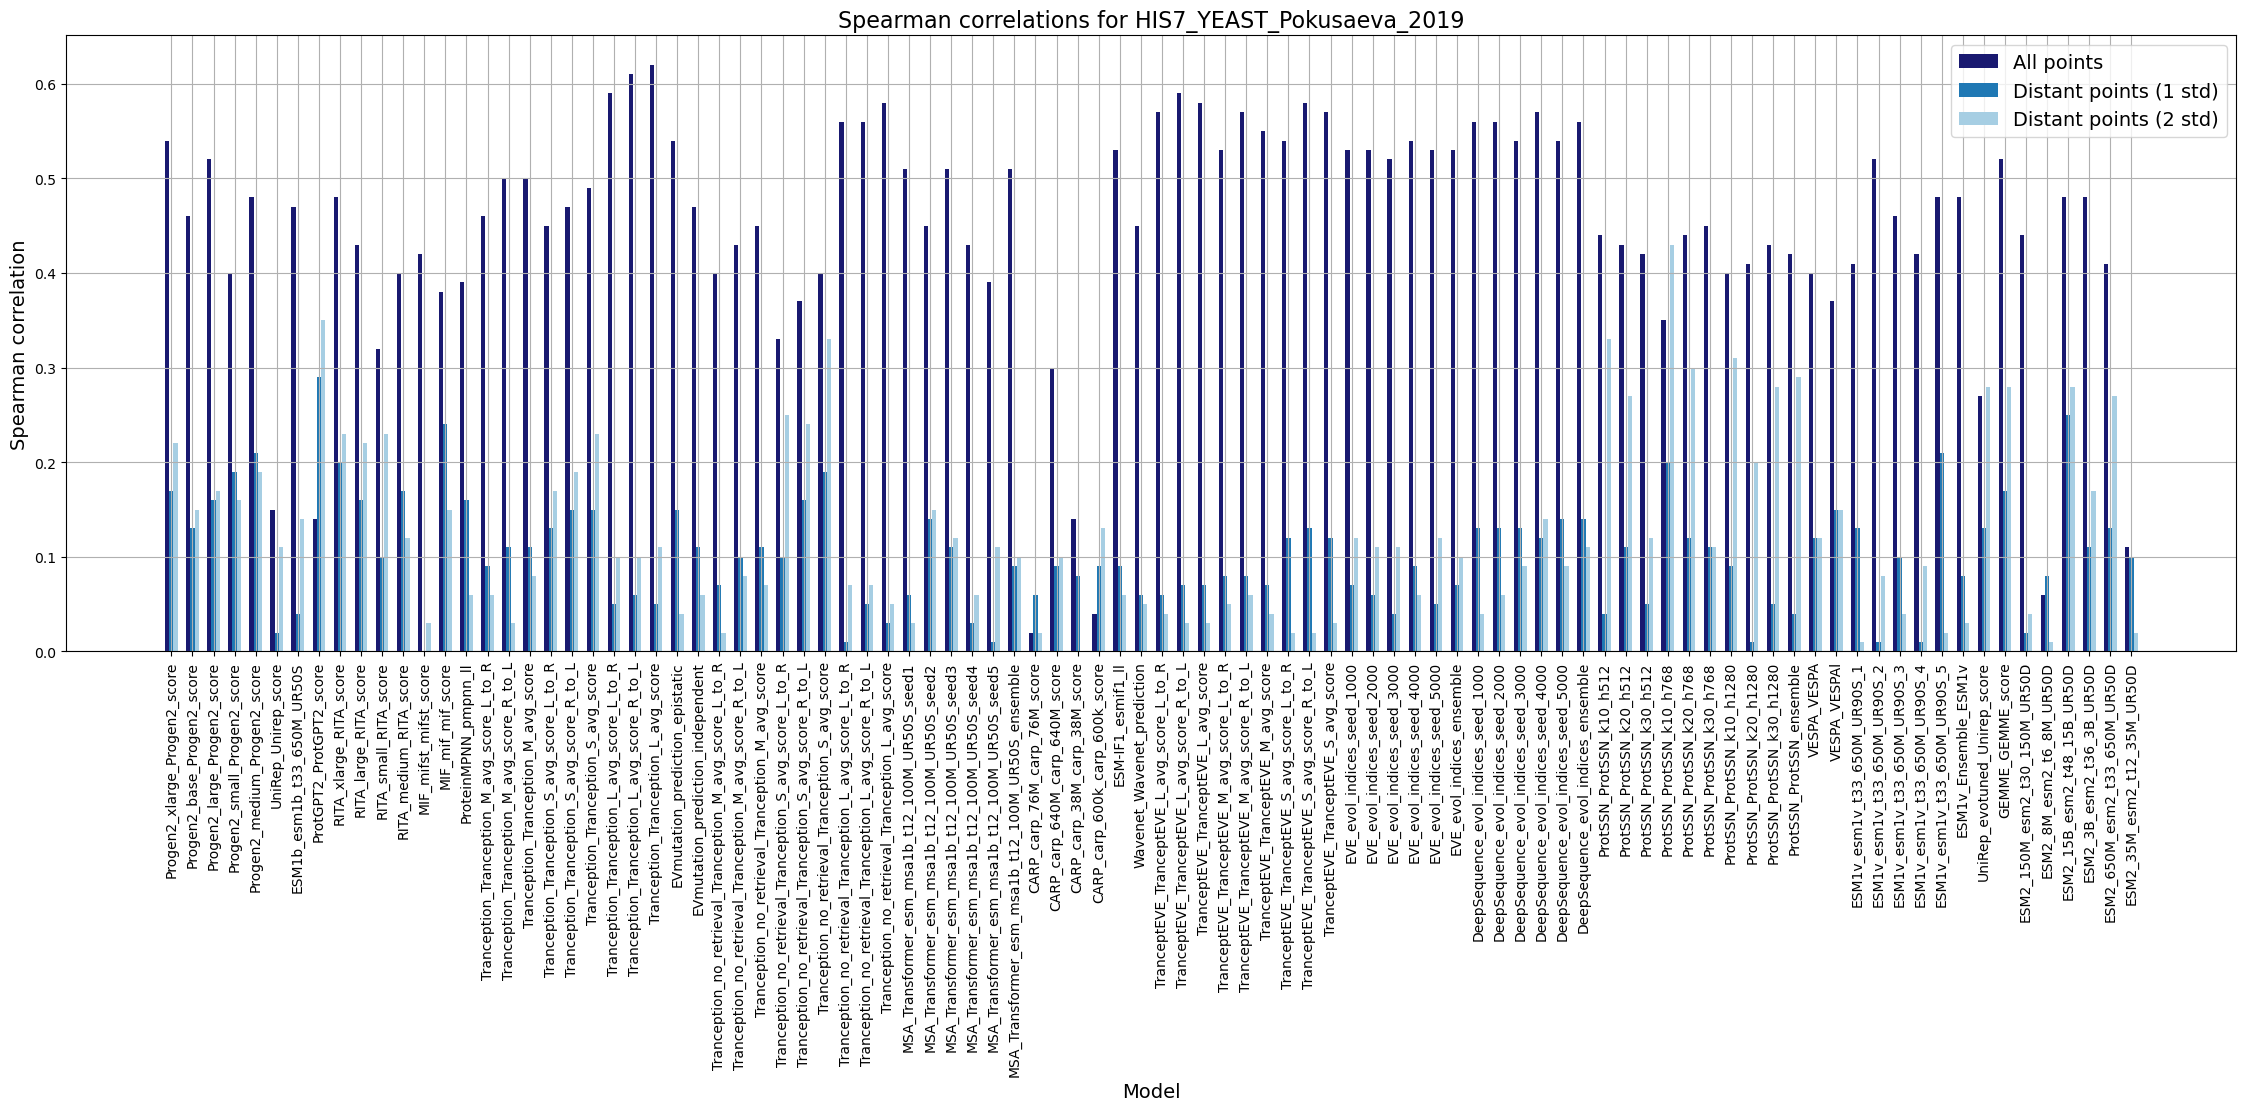 Spearman correlations for HIS7_YEAST_Pokusaeva_2019
All points
Distant points (1 std)
Distant points (2 std)
Spearman correlation
0.6
0.5
0.4
0.3
0.2
0.1
0.0
Progen2_xlarge_Progen2_score
Progen2_base_Progen2_score
Progen2_large_Progen2_score
Progen2_small_Progen2_score
Progen2_medium_Progen2_score
UniRep_Unirep_score
ESM1b_esm1b_t33_650M_UR50S
ProtGPT2_ProtGPT2_score
RITA_xlarge_RITA_score
RITA_large_RITA_score
RITA_small_RITA_score
RITA_medium_RITA_score
MIF_mifst_mifst_score
MIF_mif_mif_score
ProteinMPNN_pmpnn_ll
Tranception_Tranception_M_avg_score_L_to_R
Tranception_Tranception_M_avg_score_R_to_L
Tranception_Tranception_M_avg_score
Tranception_Tranception_S_avg_score_L_to_R
Tranception_Tranception_S_avg_score_R_to_L
Tranception_Tranception_S_avg_score
Tranception_Tranception_L_avg_score_L_to_R
Tranception_Tranception_L_avg_score_R_to_L
Tranception_Tranception_L_avg_score
EVmutation_prediction_epistatic
EVmutation_prediction_independent
Tranception_no_retrieval_Tranception_M_avg_score_L_to_R
Tranception_no_retrieval_Tranception_M_avg_score_R_to_L
Tranception_no_retrieval_Tranception_M_avg_score
Tranception_no_retrieval_Tranception_S_avg_score_L_to_R
Tranception_no_retrieval_Tranception_S_avg_score_R_to_L
Tranception_no_retrieval_Tranception_S_avg_score
Tranception_no_retrieval_Tranception_L_avg_score_L_to_R
Tranception_no_retrieval_Tranception_L_avg_score_R_to_L
Tranception_no_retrieval_Tranception_L_avg_score
MSA_Transformer_esm_msa1b_t12_100M_UR50S_seed1
MSA_Transformer_esm_msa1b_t12_100M_UR50S_seed2
MSA_Transformer_esm_msa1b_t12_100M_UR50S_seed3
MSA_Transformer_esm_msa1b_t12_100M_UR50S_seed4
MSA_Transformer_esm_msa1b_t12_100M_UR50S_seed5
MSA_Transformer_esm_msa1b_t12_100M_UR50S_ensemble
CARP_carp_76M_carp_76M_score
CARP_carp_640M_carp_640M_score
CARP_carp_38M_carp_38M_score
CARP_carp_600k_carp_600k_score
ESM-IF1_esmif1_ll
Wavenet_Wavenet_prediction
TranceptEVE_TranceptEVE_L_avg_score_L_to_R
TranceptEVE_TranceptEVE_L_avg_score_R_to_L
TranceptEVE_TranceptEVE_L_avg_score
TranceptEVE_TranceptEVE_M_avg_score_L_to_R
TranceptEVE_TranceptEVE_M_avg_score_R_to_L
TranceptEVE_TranceptEVE_M_avg_score
TranceptEVE_TranceptEVE_S_avg_score_L_to_R
TranceptEVE_TranceptEVE_S_avg_score_R_to_L
TranceptEVE_TranceptEVE_S_avg_score
EVE_evol_indices_seed_1000
EVE_evol_indices_seed_2000
EVE_evol_indices_seed_3000
EVE_evol_indices_seed_4000
EVE_evol_indices_seed_5000
EVE_evol_indices_ensemble
DeepSequence_evol_indices_seed_1000
DeepSequence_evol_indices_seed_2000
DeepSequence_evol_indices_seed_3000
DeepSequence_evol_indices_seed_4000
DeepSequence_evol_indices_seed_5000
DeepSequence_evol_indices_ensemble
ProtSSN_ProtSSN_k10_h512
ProtSSN_ProtSSN_k20_h512
ProtSSN_ProtSSN_k30_h512
ProtSSN_ProtSSN_k10_h768
ProtSSN_ProtSSN_k20_h768
ProtSSN_ProtSSN_k30_h768
ProtSSN_ProtSSN_k10_h1280
ProtSSN_ProtSSN_k20_h1280
ProtSSN_ProtSSN_k30_h1280
ProtSSN_ProtSSN_ensemble
VESPA_VESPA
VESPA_VESPAl
ESM1v_esm1v_t33_650M_UR90S_1
ESM1v_esm1v_t33_650M_UR90S_2
ESM1v_esm1v_t33_650M_UR90S_3
ESM1v_esm1v_t33_650M_UR90S_4
ESM1v_esm1v_t33_650M_UR90S_5
ESM1v_Ensemble_ESM1v
UniRep_evotuned_Unirep_score
GEMME_GEMME_score
ESM2_150M_esm2_t30_150M_UR50D
ESM2_8M_esm2_t6_8M_UR50D
ESM2_15B_esm2_t48_15B_UR50D
ESM2_3B_esm2_t36_3B_UR50D
ESM2_650M_esm2_t33_650M_UR50D
ESM2_35M_esm2_t12_35M_UR50D
Model